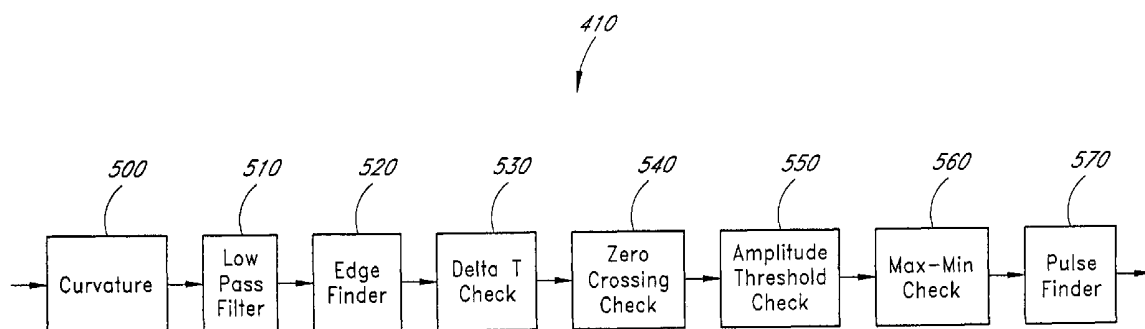 410
500
510
520
530
540
550
560
570
Curvature
Low
Pass
Filter
Edge
Finder
Delta T
Check
Zero
Crossing
Check
Amplitude
Threshold
Check
Max-Min
Check
Pulse
Finder